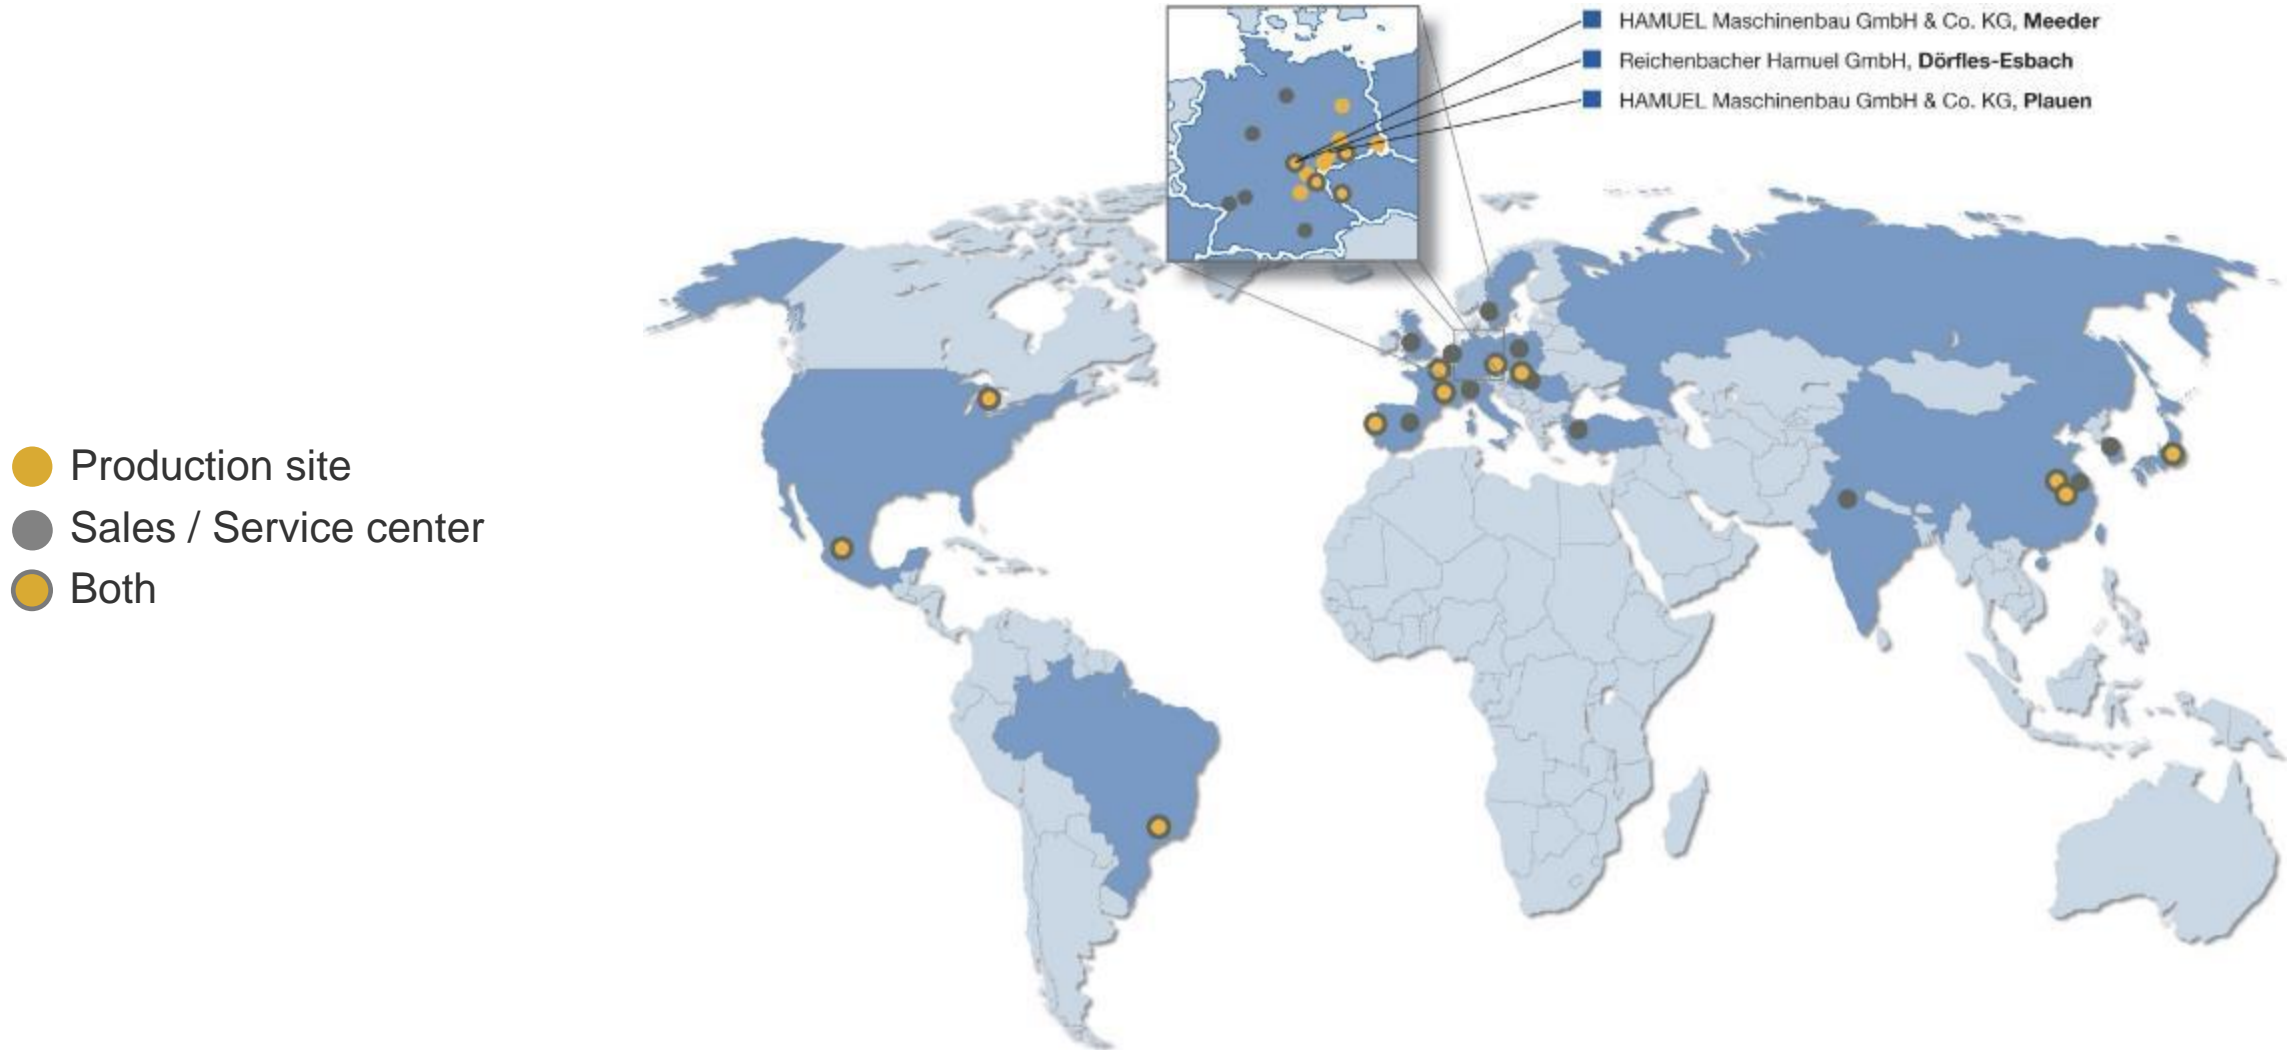 HAMUEL Maschinenbau GmbH & Co. KG, Meeder
Reichenbacher Hamuel GmbH, Dörfles-Esbach
HAMUEL Maschinenbau GmbH & Co. KG, Plauen
Production site
Sales / Service center
Both